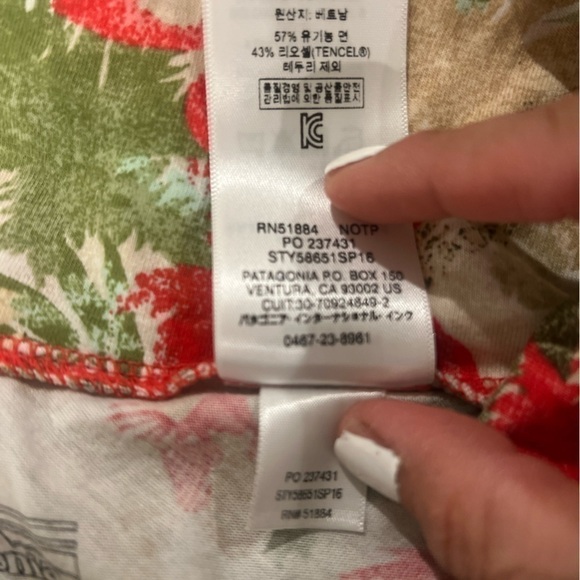 원산지: 베트남
57% 유기농 면
43% 리오셀(TENCEL®)
테두리 제외
품질경영 및 공산품안전
관리법에 의한 품질표시
RN51884 NOTP
PO 237431
STY58651SP16
PATAGONIA P.O. BOX 150
VENTURA, CA 93002 US
CUIT:30-70924849-2
パタゴニア・インターナショナル・インク
0467-23-8961
PO 237431
STY58651SP16
RN# 51884